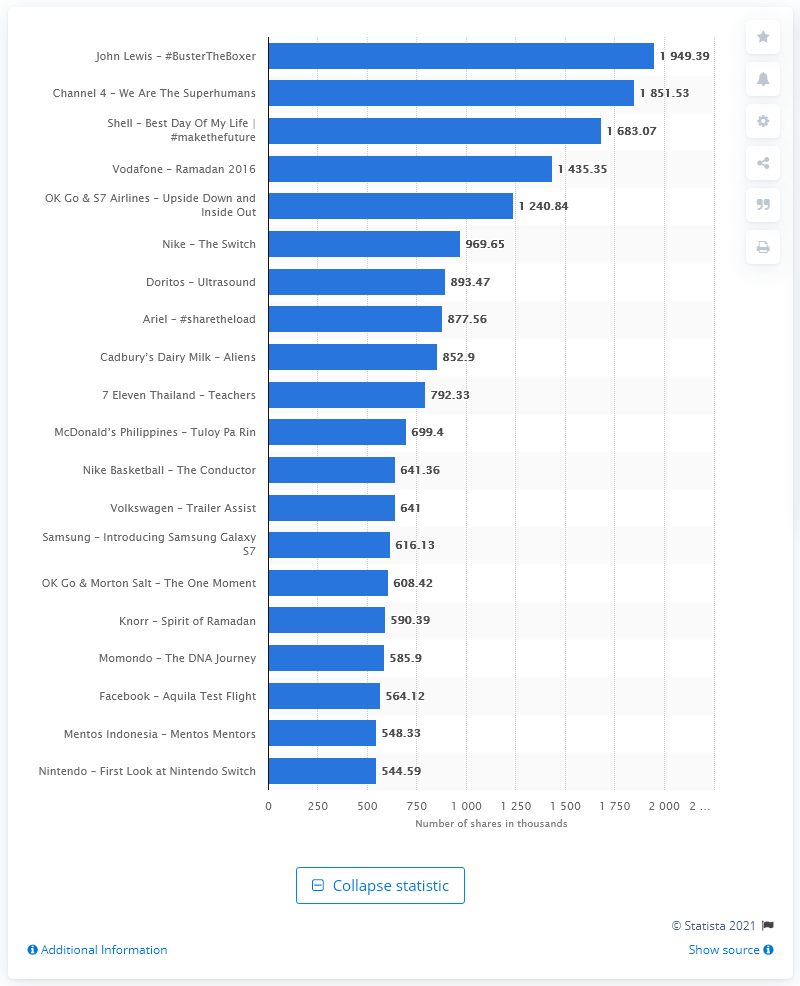 John Lewis – #BusterTheBoxer 1 949.39
Channel 4 – We Are The Superhumans 1 851.53
Shell – Best Day Of My Life |
#makethefuture 1 683.07
Vodafone – Ramadan 2016 1 435.35
OK Go & S7 Airlines – Upside Down and
Inside Out 1 240.84
Nike – The Switch 969.65
Doritos – Ultrasound 893.47
Ariel – #sharetheload 877.56
Cadbury's Dairy Milk – Aliens 852.9
7 Eleven Thailand – Teachers 792.33
McDonald's Philippines – Tuloy Pa Rin 699.4
Nike Basketball – The Conductor 641.36
Volkswagen – Trailer Assist 641
Samsung – Introducing Samsung Galaxy
S7 616.13
OK Go & Morton Salt – The One Moment 608.42
Knorr – Spirit of Ramadan 590.39
Momondo – The DNA Journey 585.9
Facebook – Aquila Test Flight 564.12
Mentos Indonesia – Mentos Mentors 548.33
Nintendo – First Look at Nintendo Switch 544.59
0 250 500 750 1 000 1 250 1 500 1 750 2 000 2 ...
Number of shares in thousands
Collapse statistic
© Statista 2021
Additional Information Show source